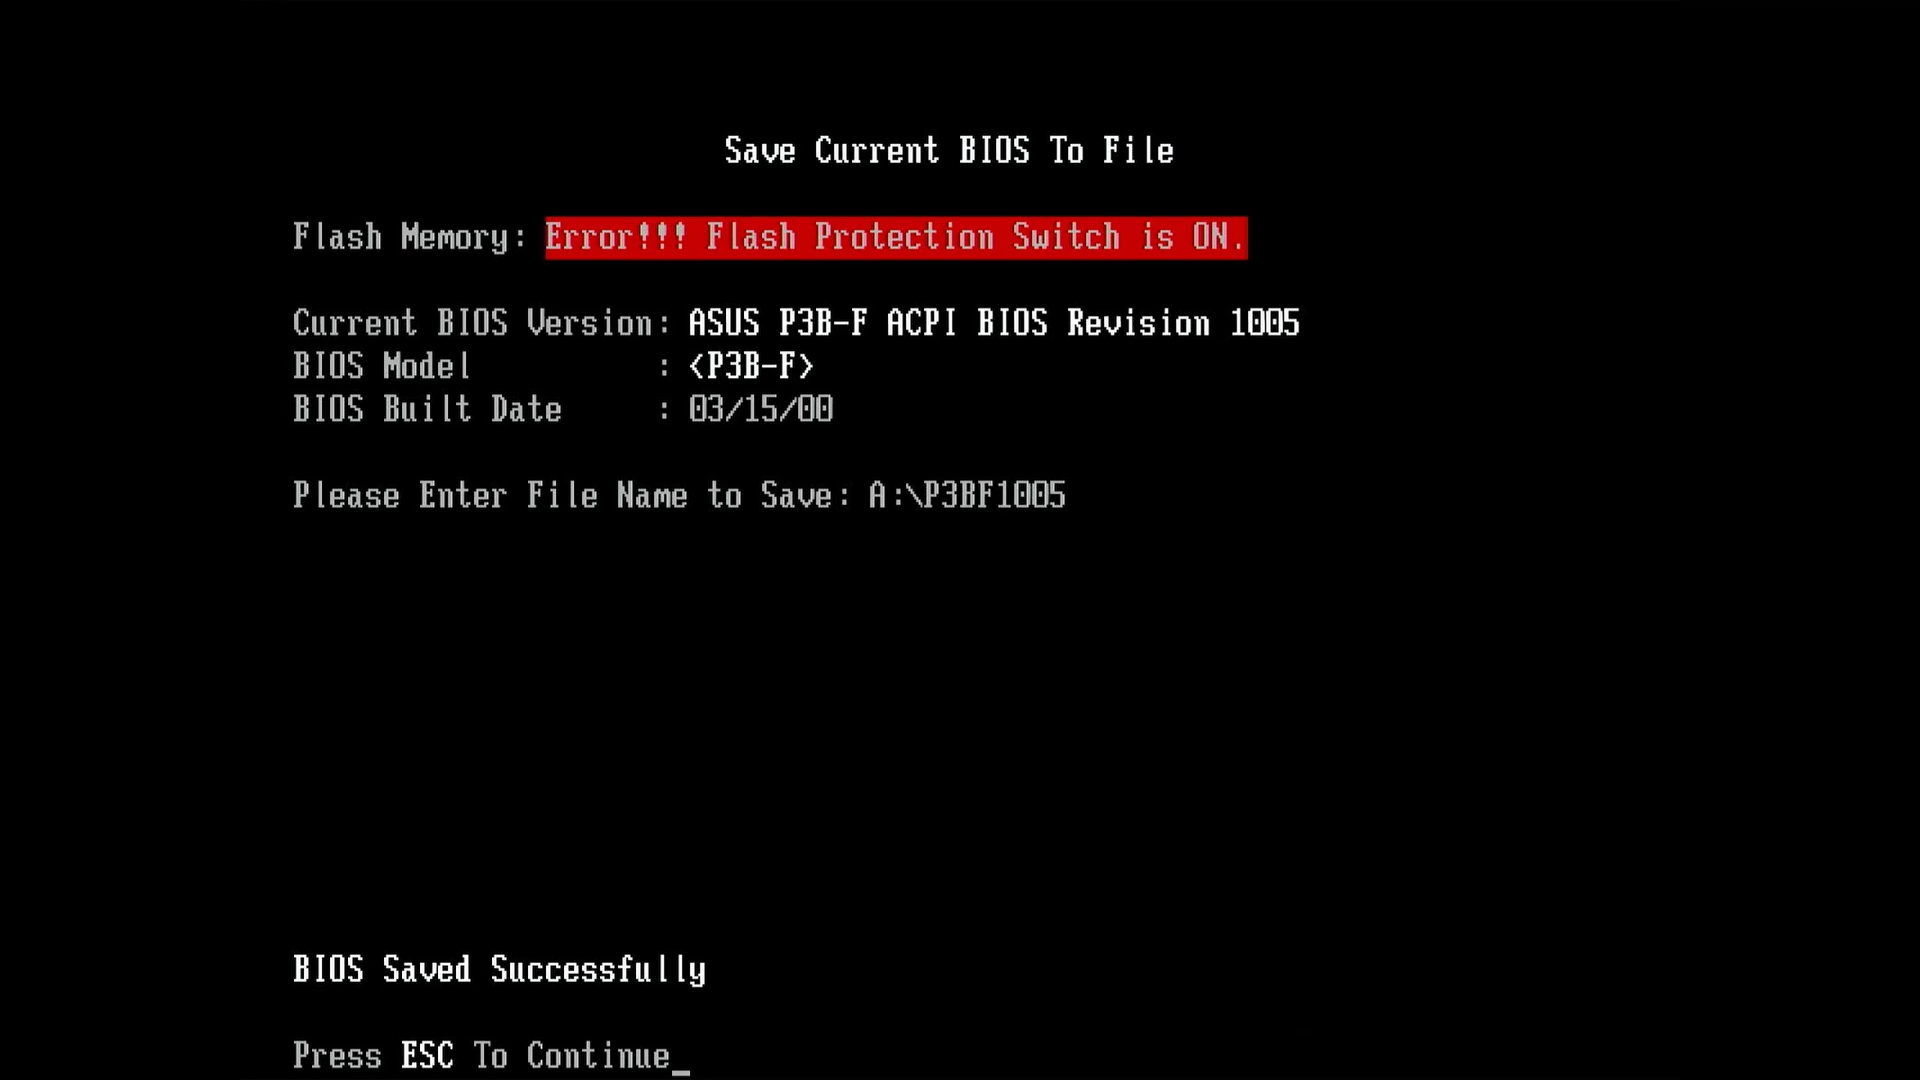 Save Current BIOS To File
Flash Memory: Error!!! Flash Protection Switch is ON.
Current BIOS Version: ASUS P3B-F ACPI BIOS Revision 1005
BIOS Model : <P3B-F>
BIOS Built Date : 03/15/00
Please Enter File Name to Save: A:\P3BF1005
BIOS Saved Successfully
Press ESC To Continue_